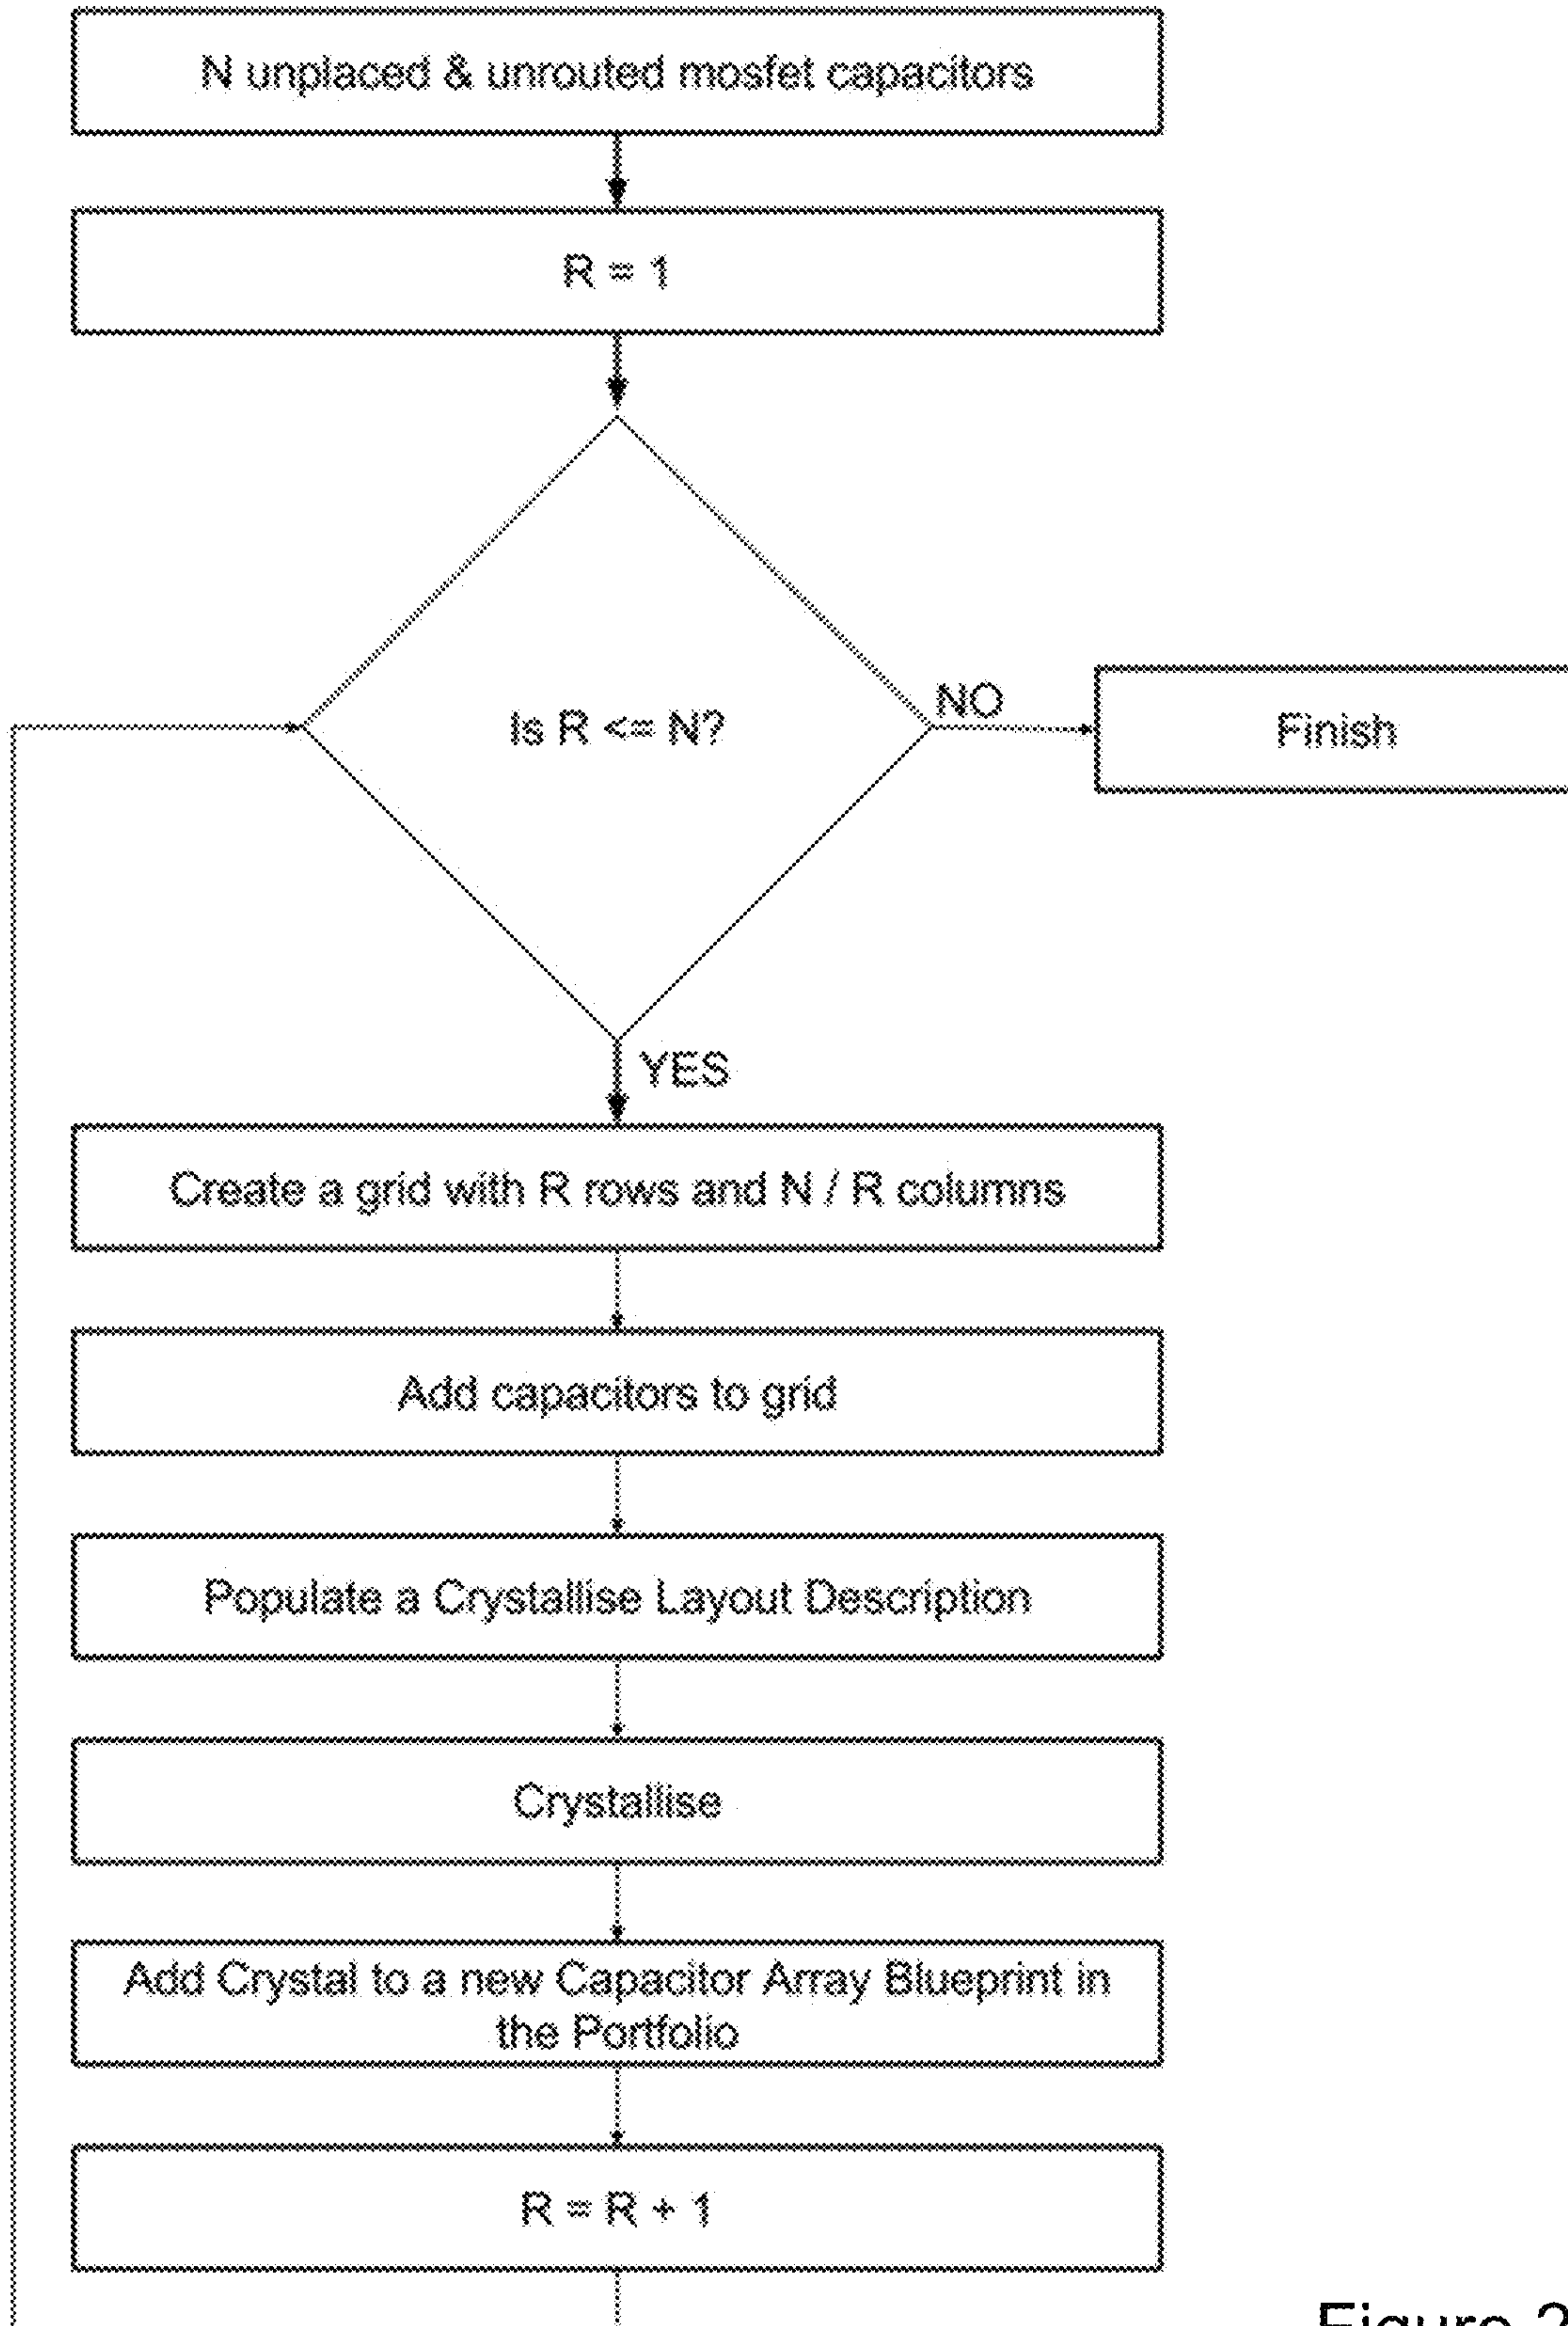 N unplaced & unrouted mosfet capacitors
R = 1
Is R <= N?
NO
Finish
YES
Create a grid with R rows and N / R columns
Add capacitors to grid
Populate a Crystallise Layout Description
Crystallise
Add Crystal to a new Capacitor Array Blueprint in
the Portfolio
R = R + 1
Figure